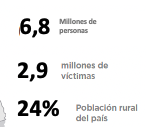 6,8 Millones de
personas
2,9 millones de
víctimas
24% Población rural
del país